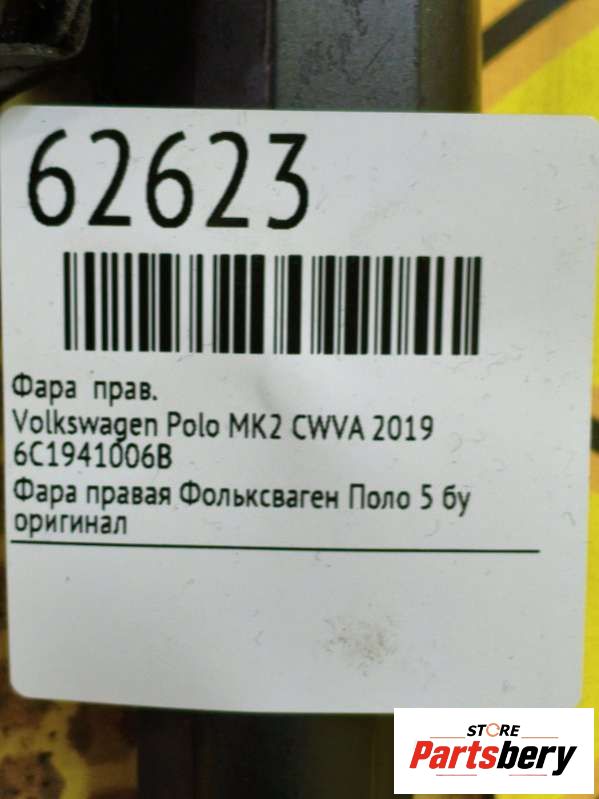 62623
Фара прав.
Volkswagen Polo MK2 CWVA 2019
6C1941006B
Фара правая Фольксваген Поло 5 бу
оригинал
STORE
Partsbery